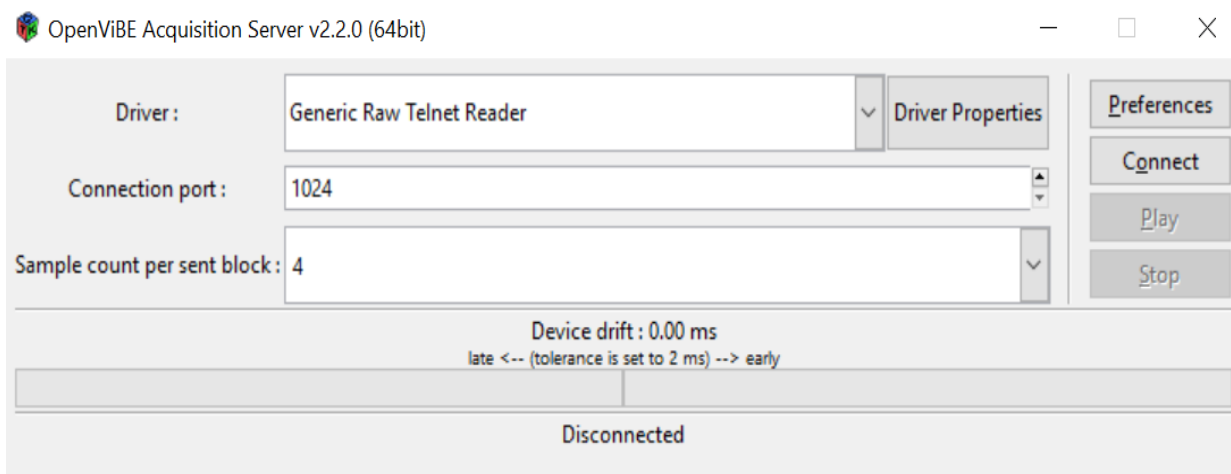 OpenViBE Acquisition Server v2.2.0 (64bit)
Driver : Generic Raw Telnet Reader Driver Properties Preferences
Connect
Connection port : 1024
Play
Sample count per sent block : 4 Stop
Device drift : 0.00 ms
late <-- (tolerance is set to 2 ms) --> early
Disconnected